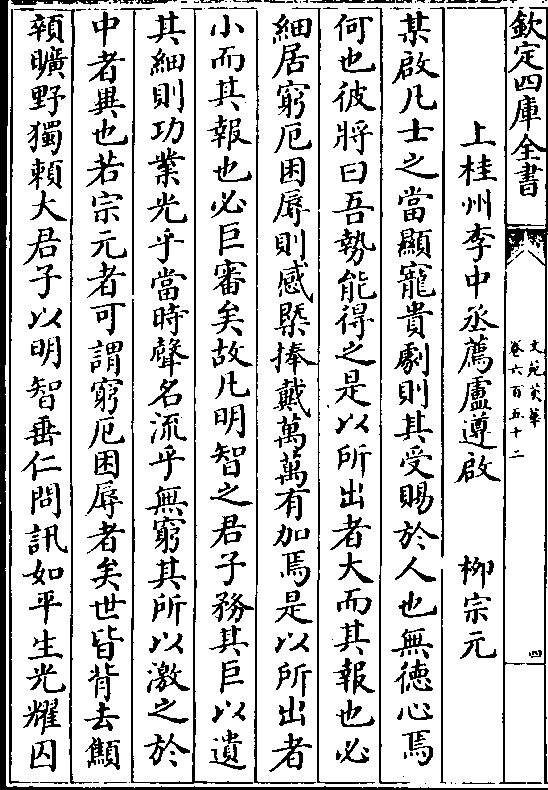 欽定四庫全書
文苑英華
卷六百五十二
四
上桂州李中丞薦盧遵啟 柳宗元
某啟凡士之當顯寵貴劇則其受賜於人也無徳心焉
何也彼將曰吾勢能得之是以所出者大而其報也必
細居窮厄困辱則感槩捧戴萬萬有加焉是以所出者
小而其報也必巨審矣故凡明智之君子務其巨以遺
其細則功業光乎當時聲名流乎無窮其所以激之於
中者異也若宗元者可謂窮厄困辱者矣世皆背去顦
顇曠野獨賴大君子以明智垂仁問訊如平生光耀囚